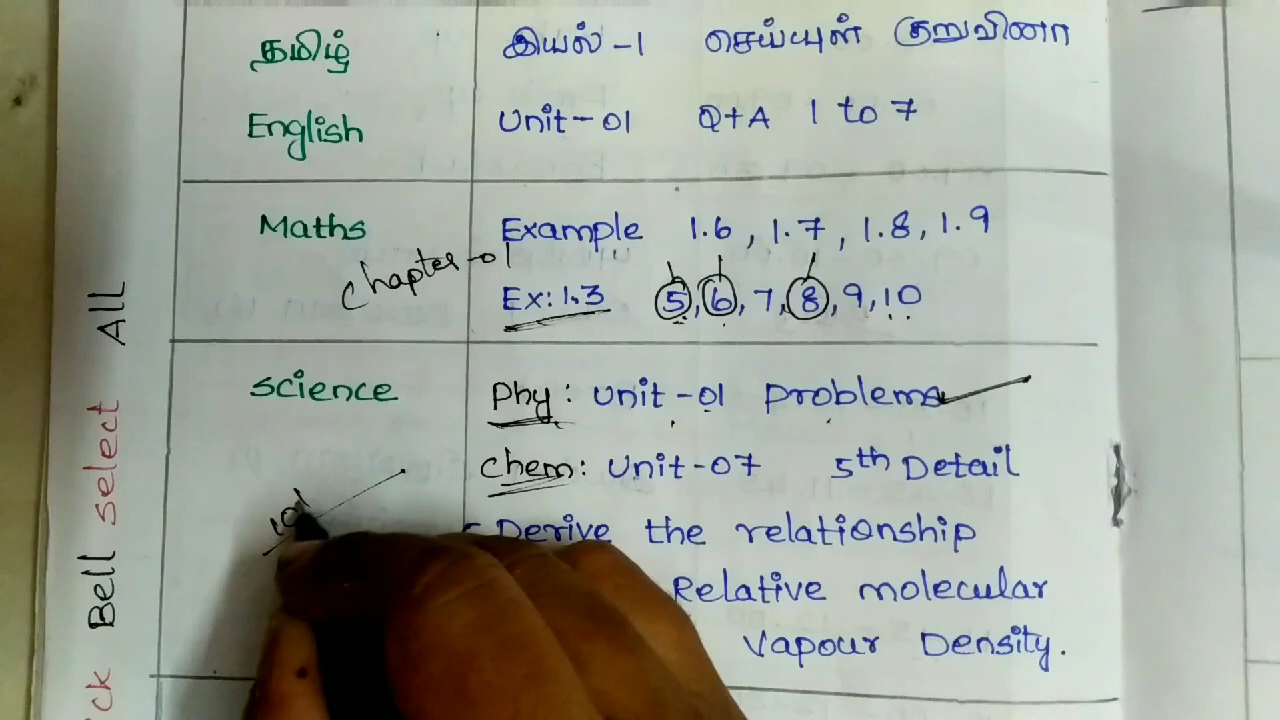 தமிழ் இயல்-1 செய்யுள் குறுவினா
English Unit-01 Q+A 1 to 7
Maths Example 1.6, 1.7, 1.8, 1.9
Chapter-01
Ex: 1.3 5, 6, 7, 8, 9, 10
Science Phy: Unit-01 Problems
Chem: Unit-07 5th Detail
Derive the relationship
Relative molecular
Vapour Density.
Bell select All